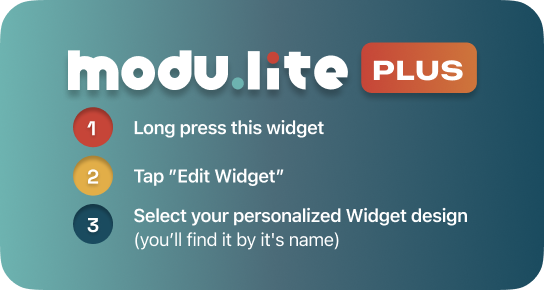 modu.lite PLUS
1 Long press this widget
2 Tap "Edit Widget"
3 Select your personalized Widget design
(you'll find it by it's name)